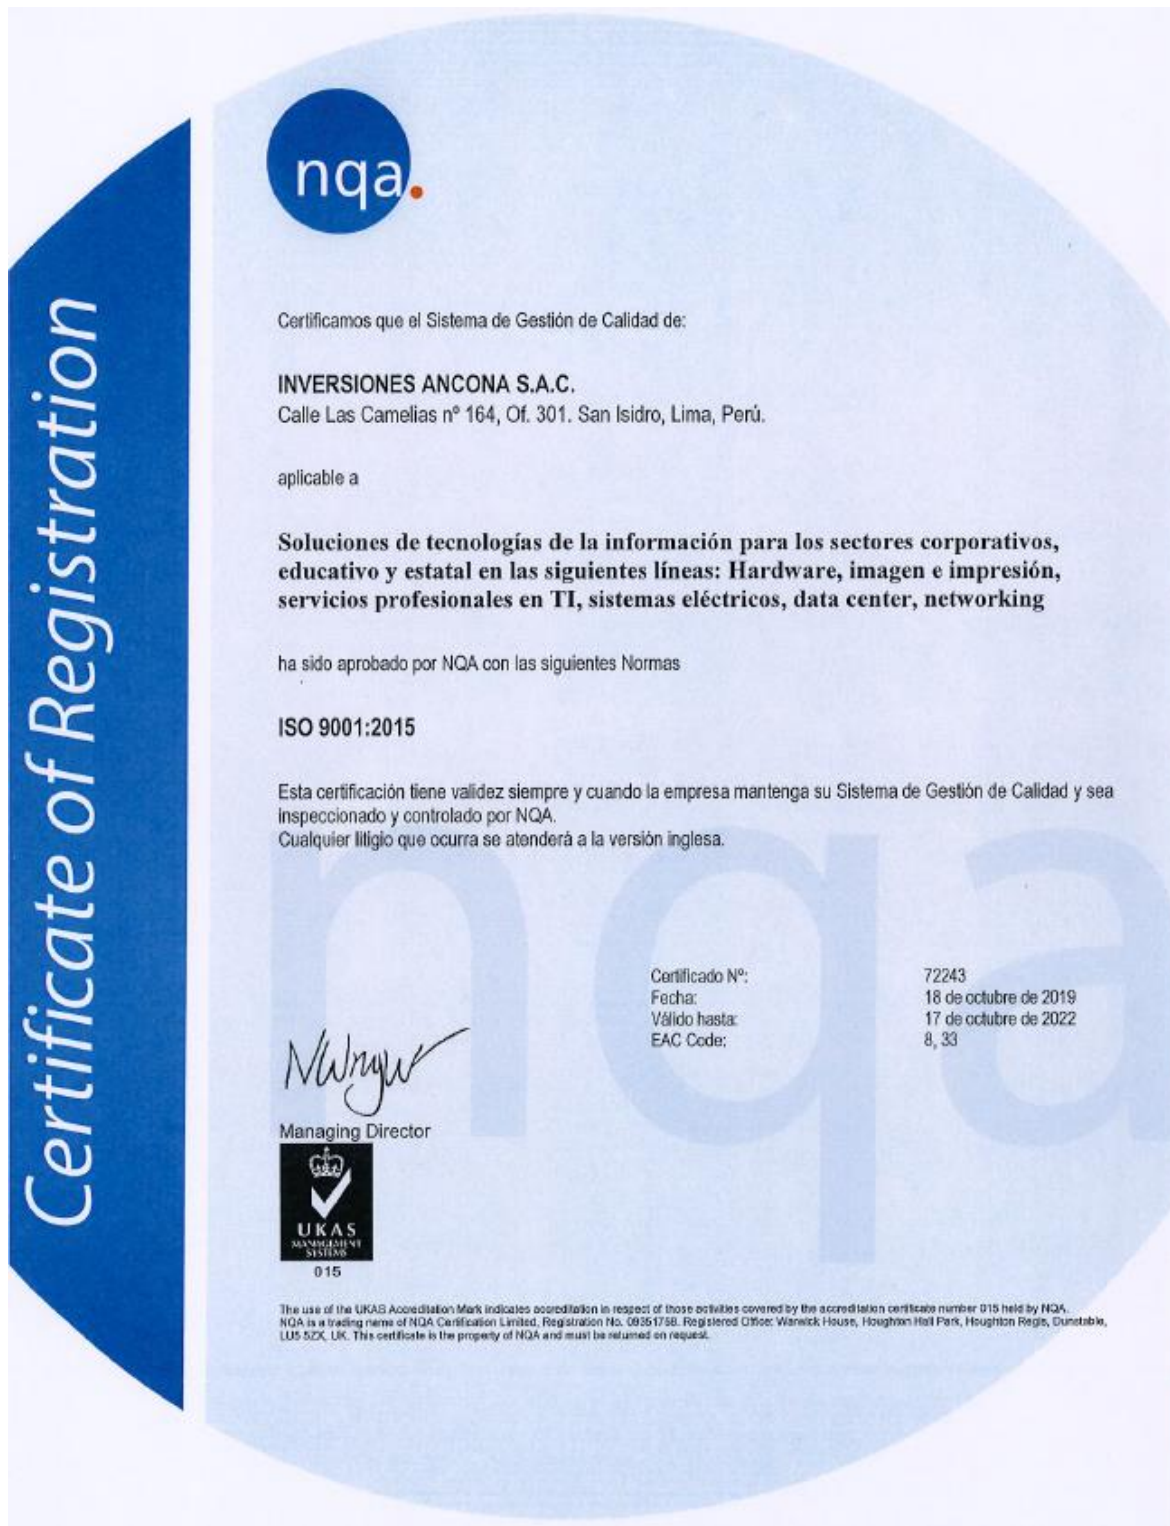 nqa.
Certificate of Registration
Certificamos que el Sistema de Gestión de Calidad de:
INVERSIONES ANCONA S.A.C.
Calle Las Camelias nº 164, Of. 301. San Isidro, Lima, Perú.
aplicable a
Soluciones de tecnologías de la información para los sectores corporativos,
educativo y estatal en las siguientes líneas: Hardware, imagen e impresión,
servicios profesionales en TI, sistemas eléctricos, data center, networking
ha sido aprobado por NQA con las siguientes Normas
ISO 9001:2015
Esta certificación tiene validez siempre y cuando la empresa mantenga su Sistema de Gestión de Calidad y sea
inspeccionado y controlado por NQA.
Cualquier litigio que ocurra se atenderá a la versión inglesa.
nqa
Certificado Nº: 72243
Fecha: 18 de octubre de 2019
Válido hasta: 17 de octubre de 2022
EAC Code: 8, 33
Managing Director
UKAS
MANAGEMENT
SYSTEMS
015
The use of the UKAS Accreditation Mark indicates accreditation in respect of those activities covered by the accreditation certificate number 015 held by NQA.
NQA is a trading name of NQA Certification Limited, Registration No. 09351758. Registered Office: Warwick House, Houghton Hall Park, Houghton Regis, Dunstable,
LU5 5ZX, UK. This certificate is the property of NQA and must be returned on request.